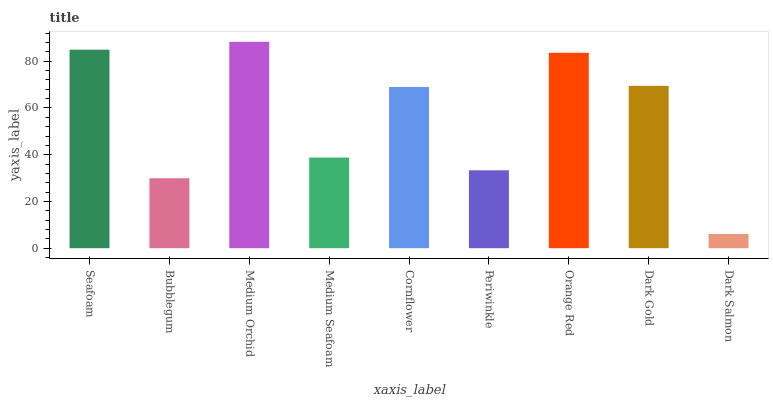 title
yaxis_label
80
60
40
20
0
Seafoam
Bubblegum
Medium Orchid
Medium Seafoam
Cornflower
Periwinkle
Orange Red
Dark Gold
Dark Salmon
xaxis_label